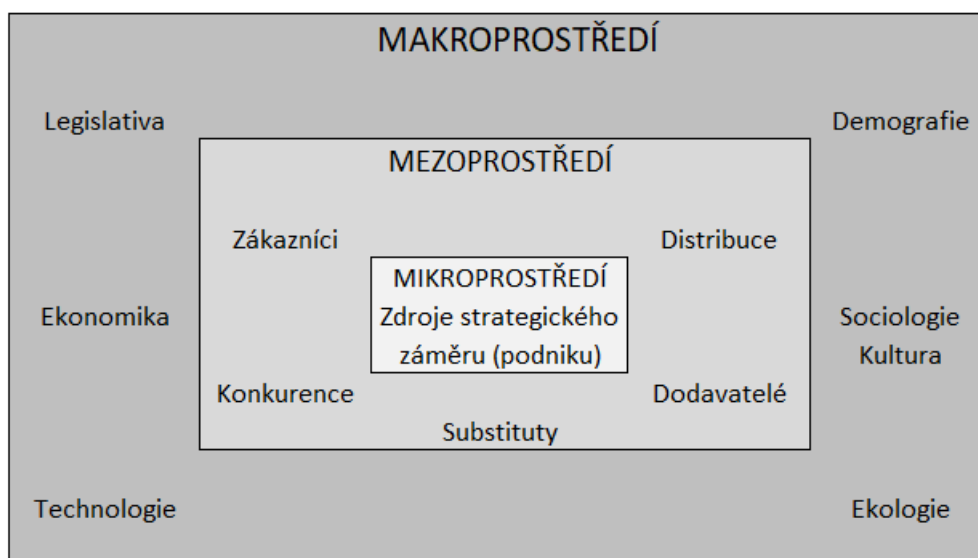 MAKROPROSTŘEDÍ
Legislativa
Demografie
MEZOPROSTŘEDÍ
Zákazníci
Distribuce
MIKROPROSTŘEDÍ
Zdroje strategického
záměru (podniku)
Ekonomika
Sociologie
Kultura
Konkurence
Dodavatelé
Substituty
Technologie
Ekologie